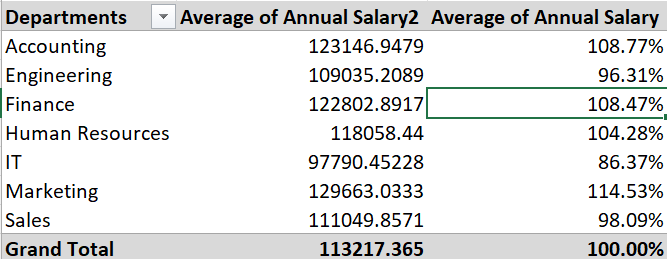 Departments Average of Annual Salary2 Average of Annual Salary
Accounting 123146.9479 108.77%
Engineering 109035.2089 96.31%
Finance 122802.8917 108.47%
Human Resources 118058.44 104.28%
IT 97790.45228 86.37%
Marketing 129663.0333 114.53%
Sales 111049.8571 98.09%
Grand Total 113217.365 100.00%